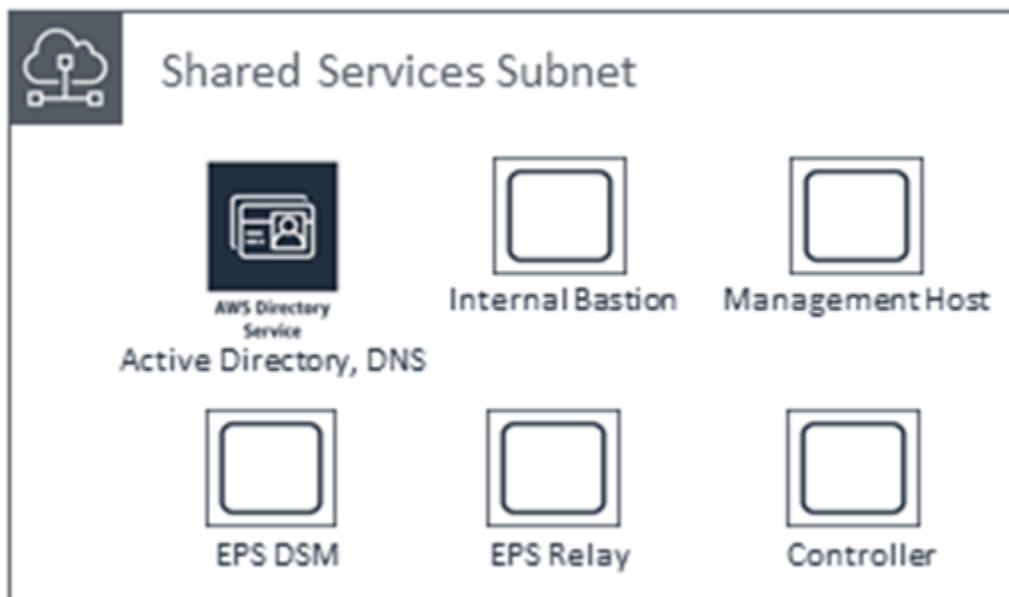 Shared Services Subnet
AWS Directory
Service
Active Directory, DNS
Internal Bastion
Management Host
EPS DSM
EPS Relay
Controller